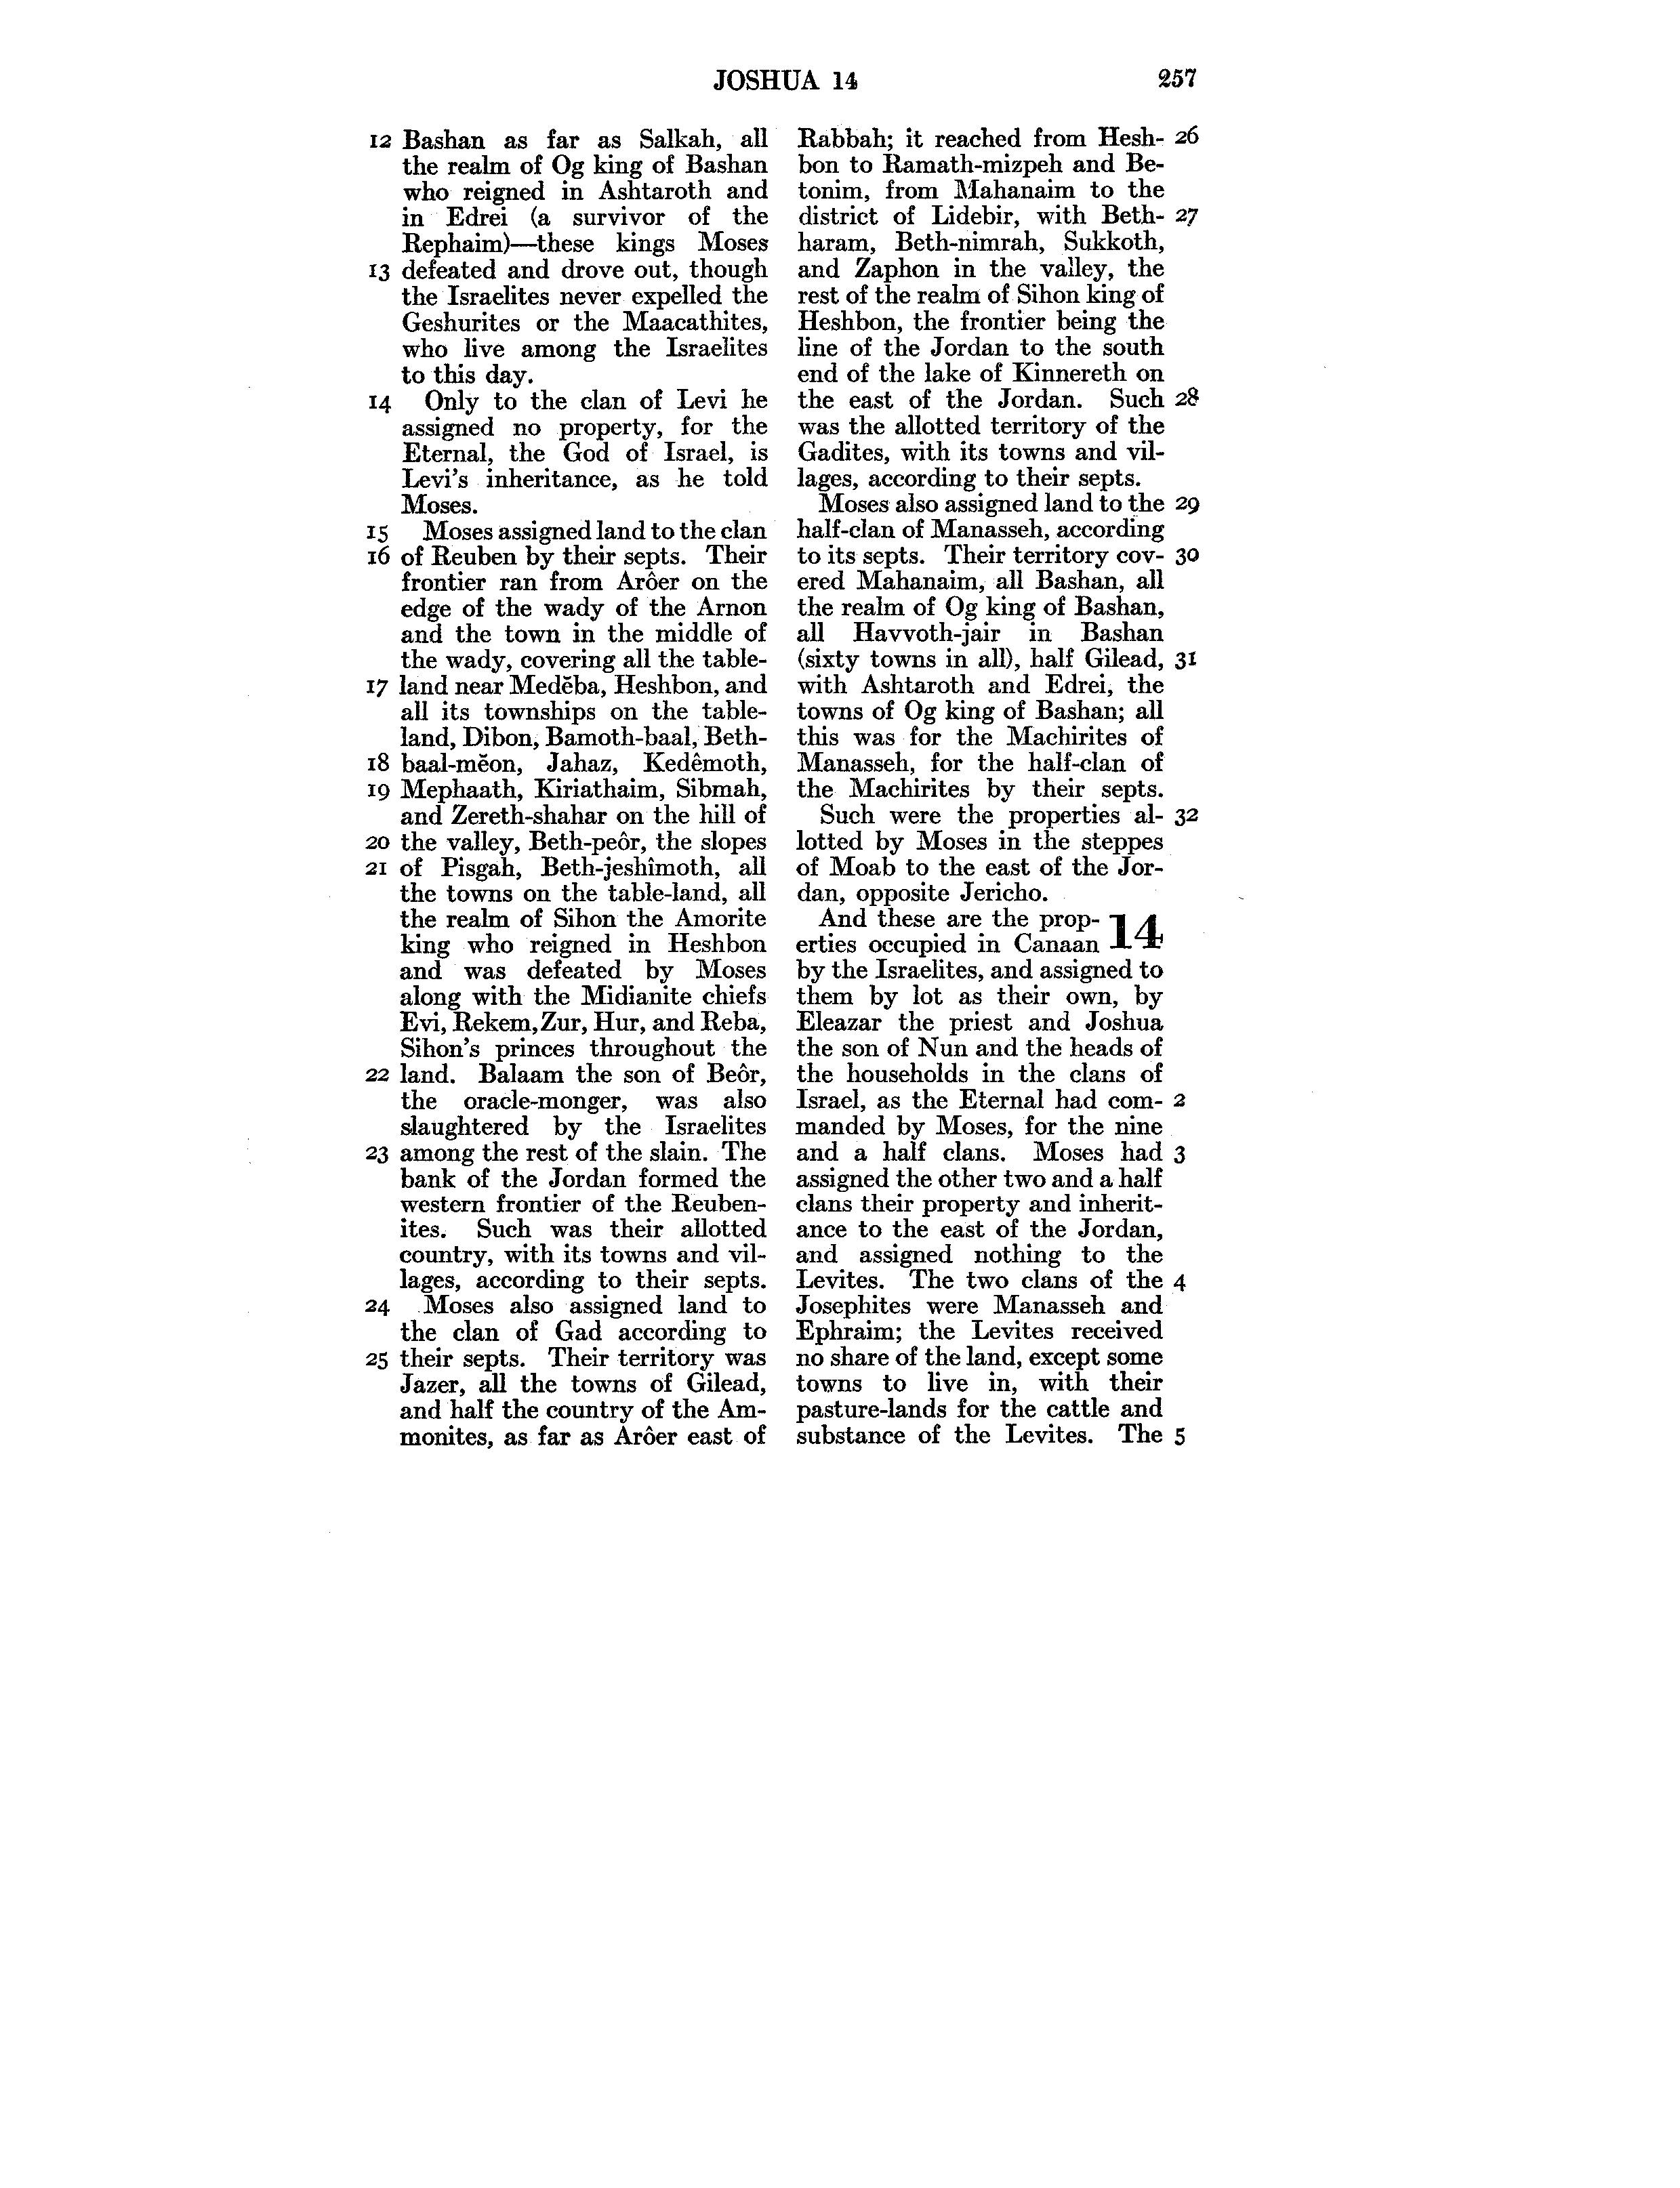 JOSHUA 14 257
12 Bashan as far as Salkah, all
the realm of Og king of Bashan
who reigned in Ashtaroth and
in Edrei (a survivor of the
Rephaim)—these kings Moses
13 defeated and drove out, though
the Israelites never expelled the
Geshurites or the Maacathites,
who live among the Israelites
to this day.
14 Only to the clan of Levi he
assigned no property, for the
Eternal, the God of Israel, is
Levi's inheritance, as he told
Moses.
15 Moses assigned land to the clan
16 of Reuben by their septs. Their
frontier ran from Arôer on the
edge of the wady of the Arnon
and the town in the middle of
the wady, covering all the table-
17 land near Medĕba, Heshbon, and
all its townships on the table-
land, Dibon, Bamoth-baal, Beth-
18 baal-mĕon, Jahaz, Kedêmoth,
19 Mephaath, Kiriathaim, Sibmah,
and Zereth-shahar on the hill of
20 the valley, Beth-peôr, the slopes
21 of Pisgah, Beth-jeshîmoth, all
the towns on the table-land, all
the realm of Sihon the Amorite
king who reigned in Heshbon
and was defeated by Moses
along with the Midianite chiefs
Evi, Rekem, Zur, Hur, and Reba,
Sihon's princes throughout the
22 land. Balaam the son of Beôr,
the oracle-monger, was also
slaughtered by the Israelites
23 among the rest of the slain. The
bank of the Jordan formed the
western frontier of the Reuben-
ites. Such was their allotted
country, with its towns and vil-
lages, according to their septs.
24 Moses also assigned land to
the clan of Gad according to
25 their septs. Their territory was
Jazer, all the towns of Gilead,
and half the country of the Am-
monites, as far as Arôer east of
Rabbah; it reached from Hesh- 26
bon to Ramath-mizpeh and Be-
tonim, from Mahanaim to the
district of Lidebir, with Beth- 27
haram, Beth-nimrah, Sukkoth,
and Zaphon in the valley, the
rest of the realm of Sihon king of
Heshbon, the frontier being the
line of the Jordan to the south
end of the lake of Kinnereth on
the east of the Jordan. Such 28
was the allotted territory of the
Gadites, with its towns and vil-
lages, according to their septs.
Moses also assigned land to the 29
half-clan of Manasseh, according
to its septs. Their territory cov- 30
ered Mahanaim, all Bashan, all
the realm of Og king of Bashan,
all Havvoth-jair in Bashan
(sixty towns in all), half Gilead, 31
with Ashtaroth and Edrei, the
towns of Og king of Bashan; all
this was for the Machirites of
Manasseh, for the half-clan of
the Machirites by their septs.
Such were the properties al- 32
lotted by Moses in the steppes
of Moab to the east of the Jor-
dan, opposite Jericho.
And these are the prop- 14
erties occupied in Canaan
by the Israelites, and assigned to
them by lot as their own, by
Eleazar the priest and Joshua
the son of Nun and the heads of
the households in the clans of
Israel, as the Eternal had com- 2
manded by Moses, for the nine
and a half clans. Moses had 3
assigned the other two and a half
clans their property and inherit-
ance to the east of the Jordan,
and assigned nothing to the
Levites. The two clans of the 4
Josephites were Manasseh and
Ephraim; the Levites received
no share of the land, except some
towns to live in, with their
pasture-lands for the cattle and
substance of the Levites. The 5